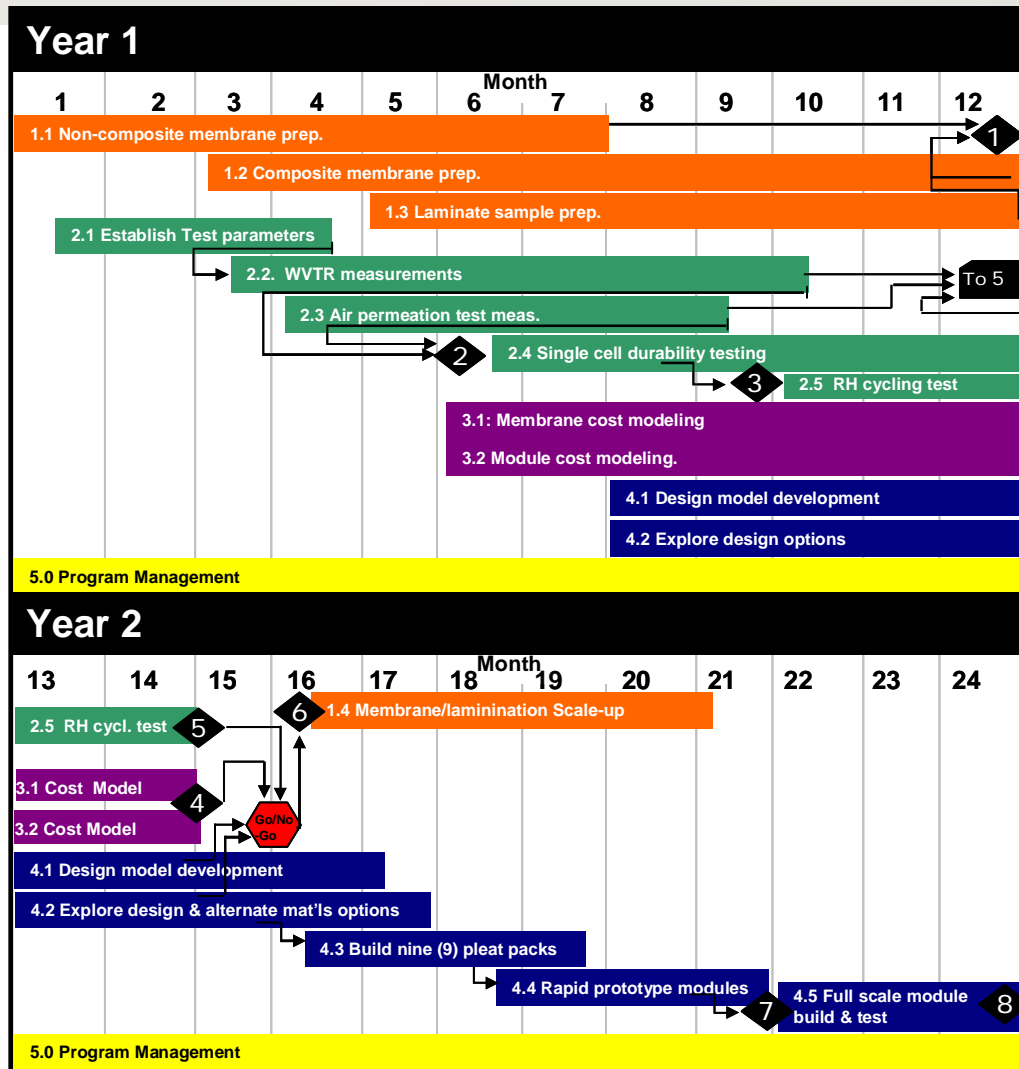 Year 1
Month
1 2 3 4 5 6 7 8 9 10 11 12
1.1 Non-composite membrane prep.
1
1.2 Composite membrane prep.
1.3 Laminate sample prep.
2.1 Establish Test parameters
2.2. WVTR measurements
To 5
2.3 Air permeation test meas.
2
2.4 Single cell durability testing
3
2.5 RH cycling test
3.1: Membrane cost modeling
3.2 Module cost modeling.
4.1 Design model development
4.2 Explore design options
5.0 Program Management
Year 2
Month
13 14 15 16 17 18 19 20 21 22 23 24
6
1.4 Membrane/laminination Scale-up
2.5 RH cycl. test
5
3.1 Cost Model
4
3.2 Cost Model
Go/No
-Go
4.1 Design model development
4.2 Explore design & alternate mat'ls options
4.3 Build nine (9) pleat packs
4.4 Rapid prototype modules
7
4.5 Full scale module
build & test
8
5.0 Program Management